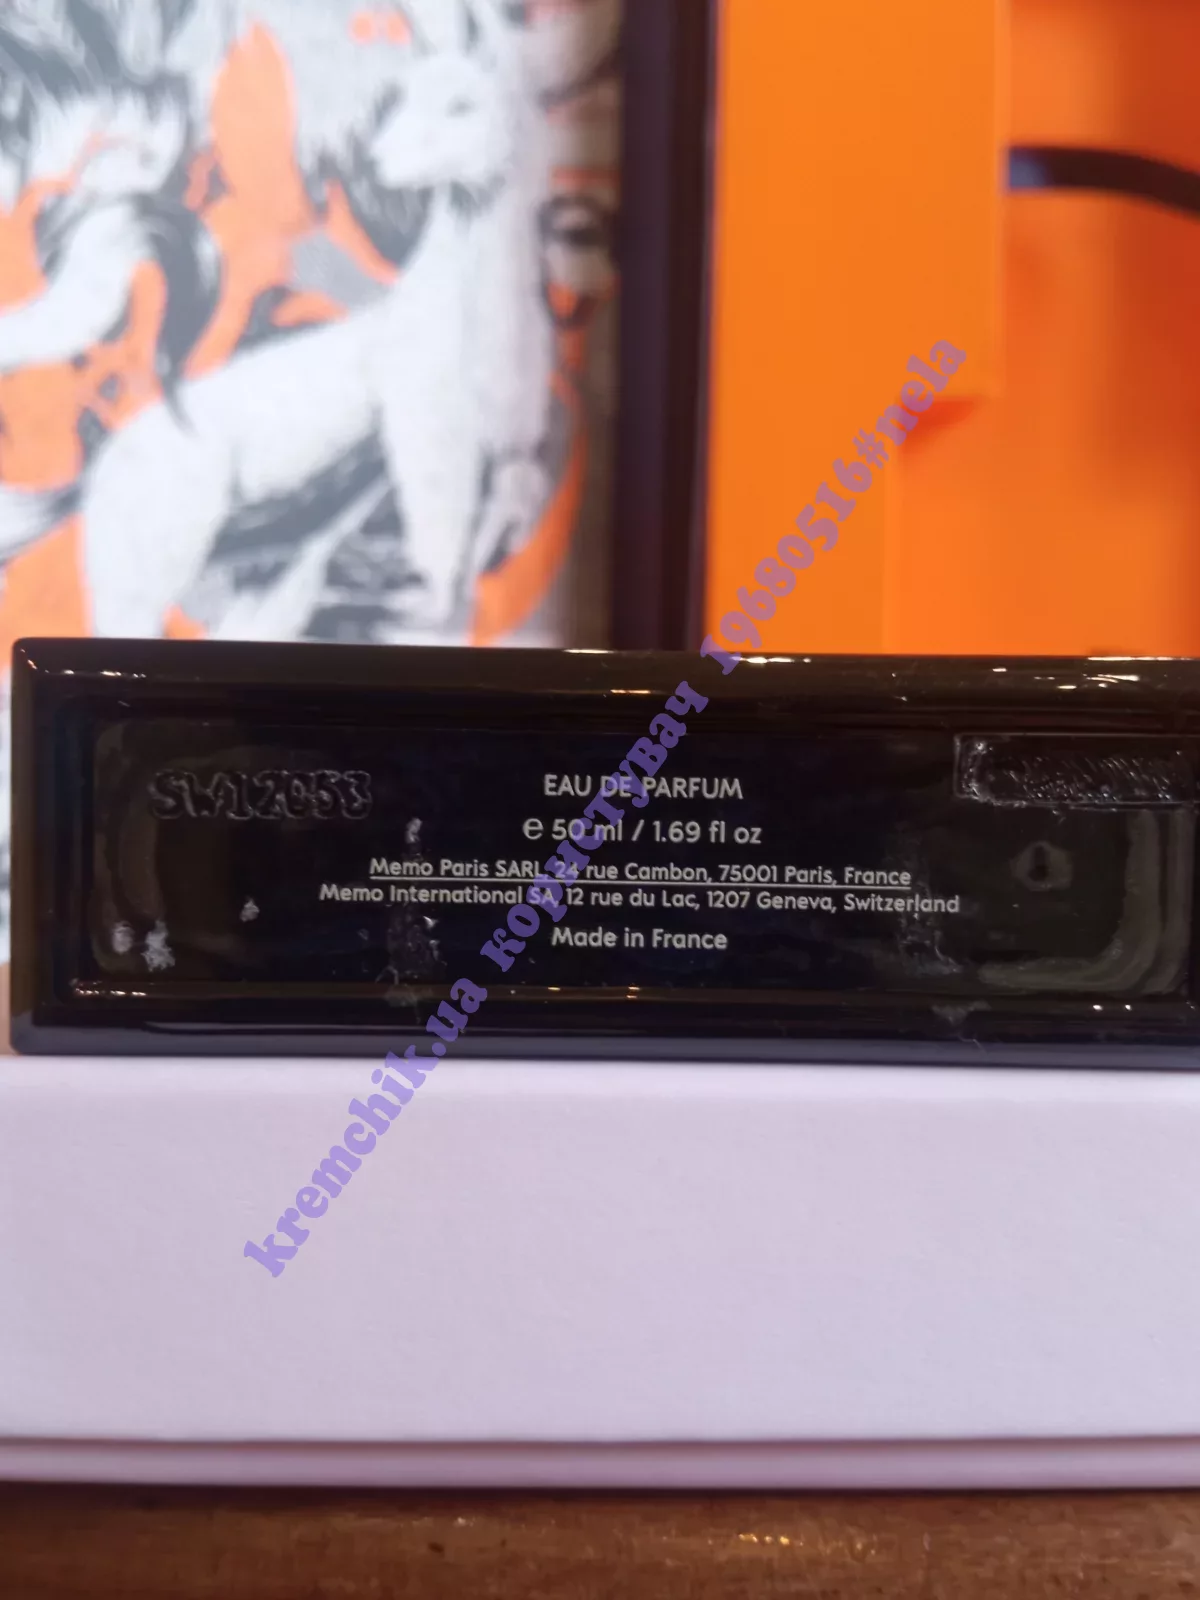 SW12053
EAU DE PARFUM
℮ 50 ml / 1.69 fl oz
Memo Paris SARL, 24 rue Cambon, 75001 Paris, France
Memo International SA, 12 rue du Lac, 1207 Geneva, Switzerland
Made in France
kremchik.ua користувач 19680516#nela